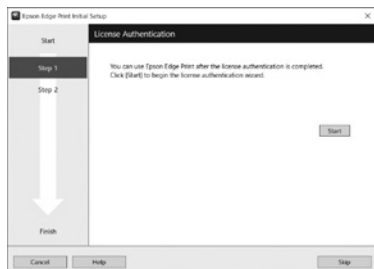 Epson Edge Print Initial Setup
Start
Step 1
Step 2
Finish
License Authentication
You can use Epson Edge Print after the license authentication is completed.
Click [Start] to begin the license authentication wizard.
Start
Cancel
Help
Skip